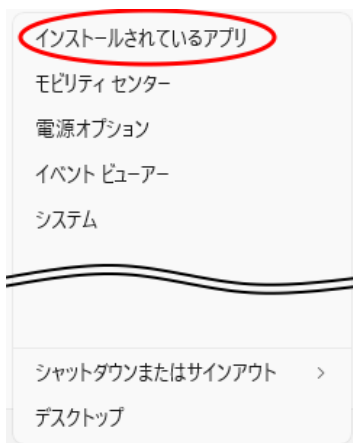 インストールされているアプリ
モビリティ センター
電源オプション
イベント ビューアー
システム
シャットダウンまたはサインアウト
デスクトップ